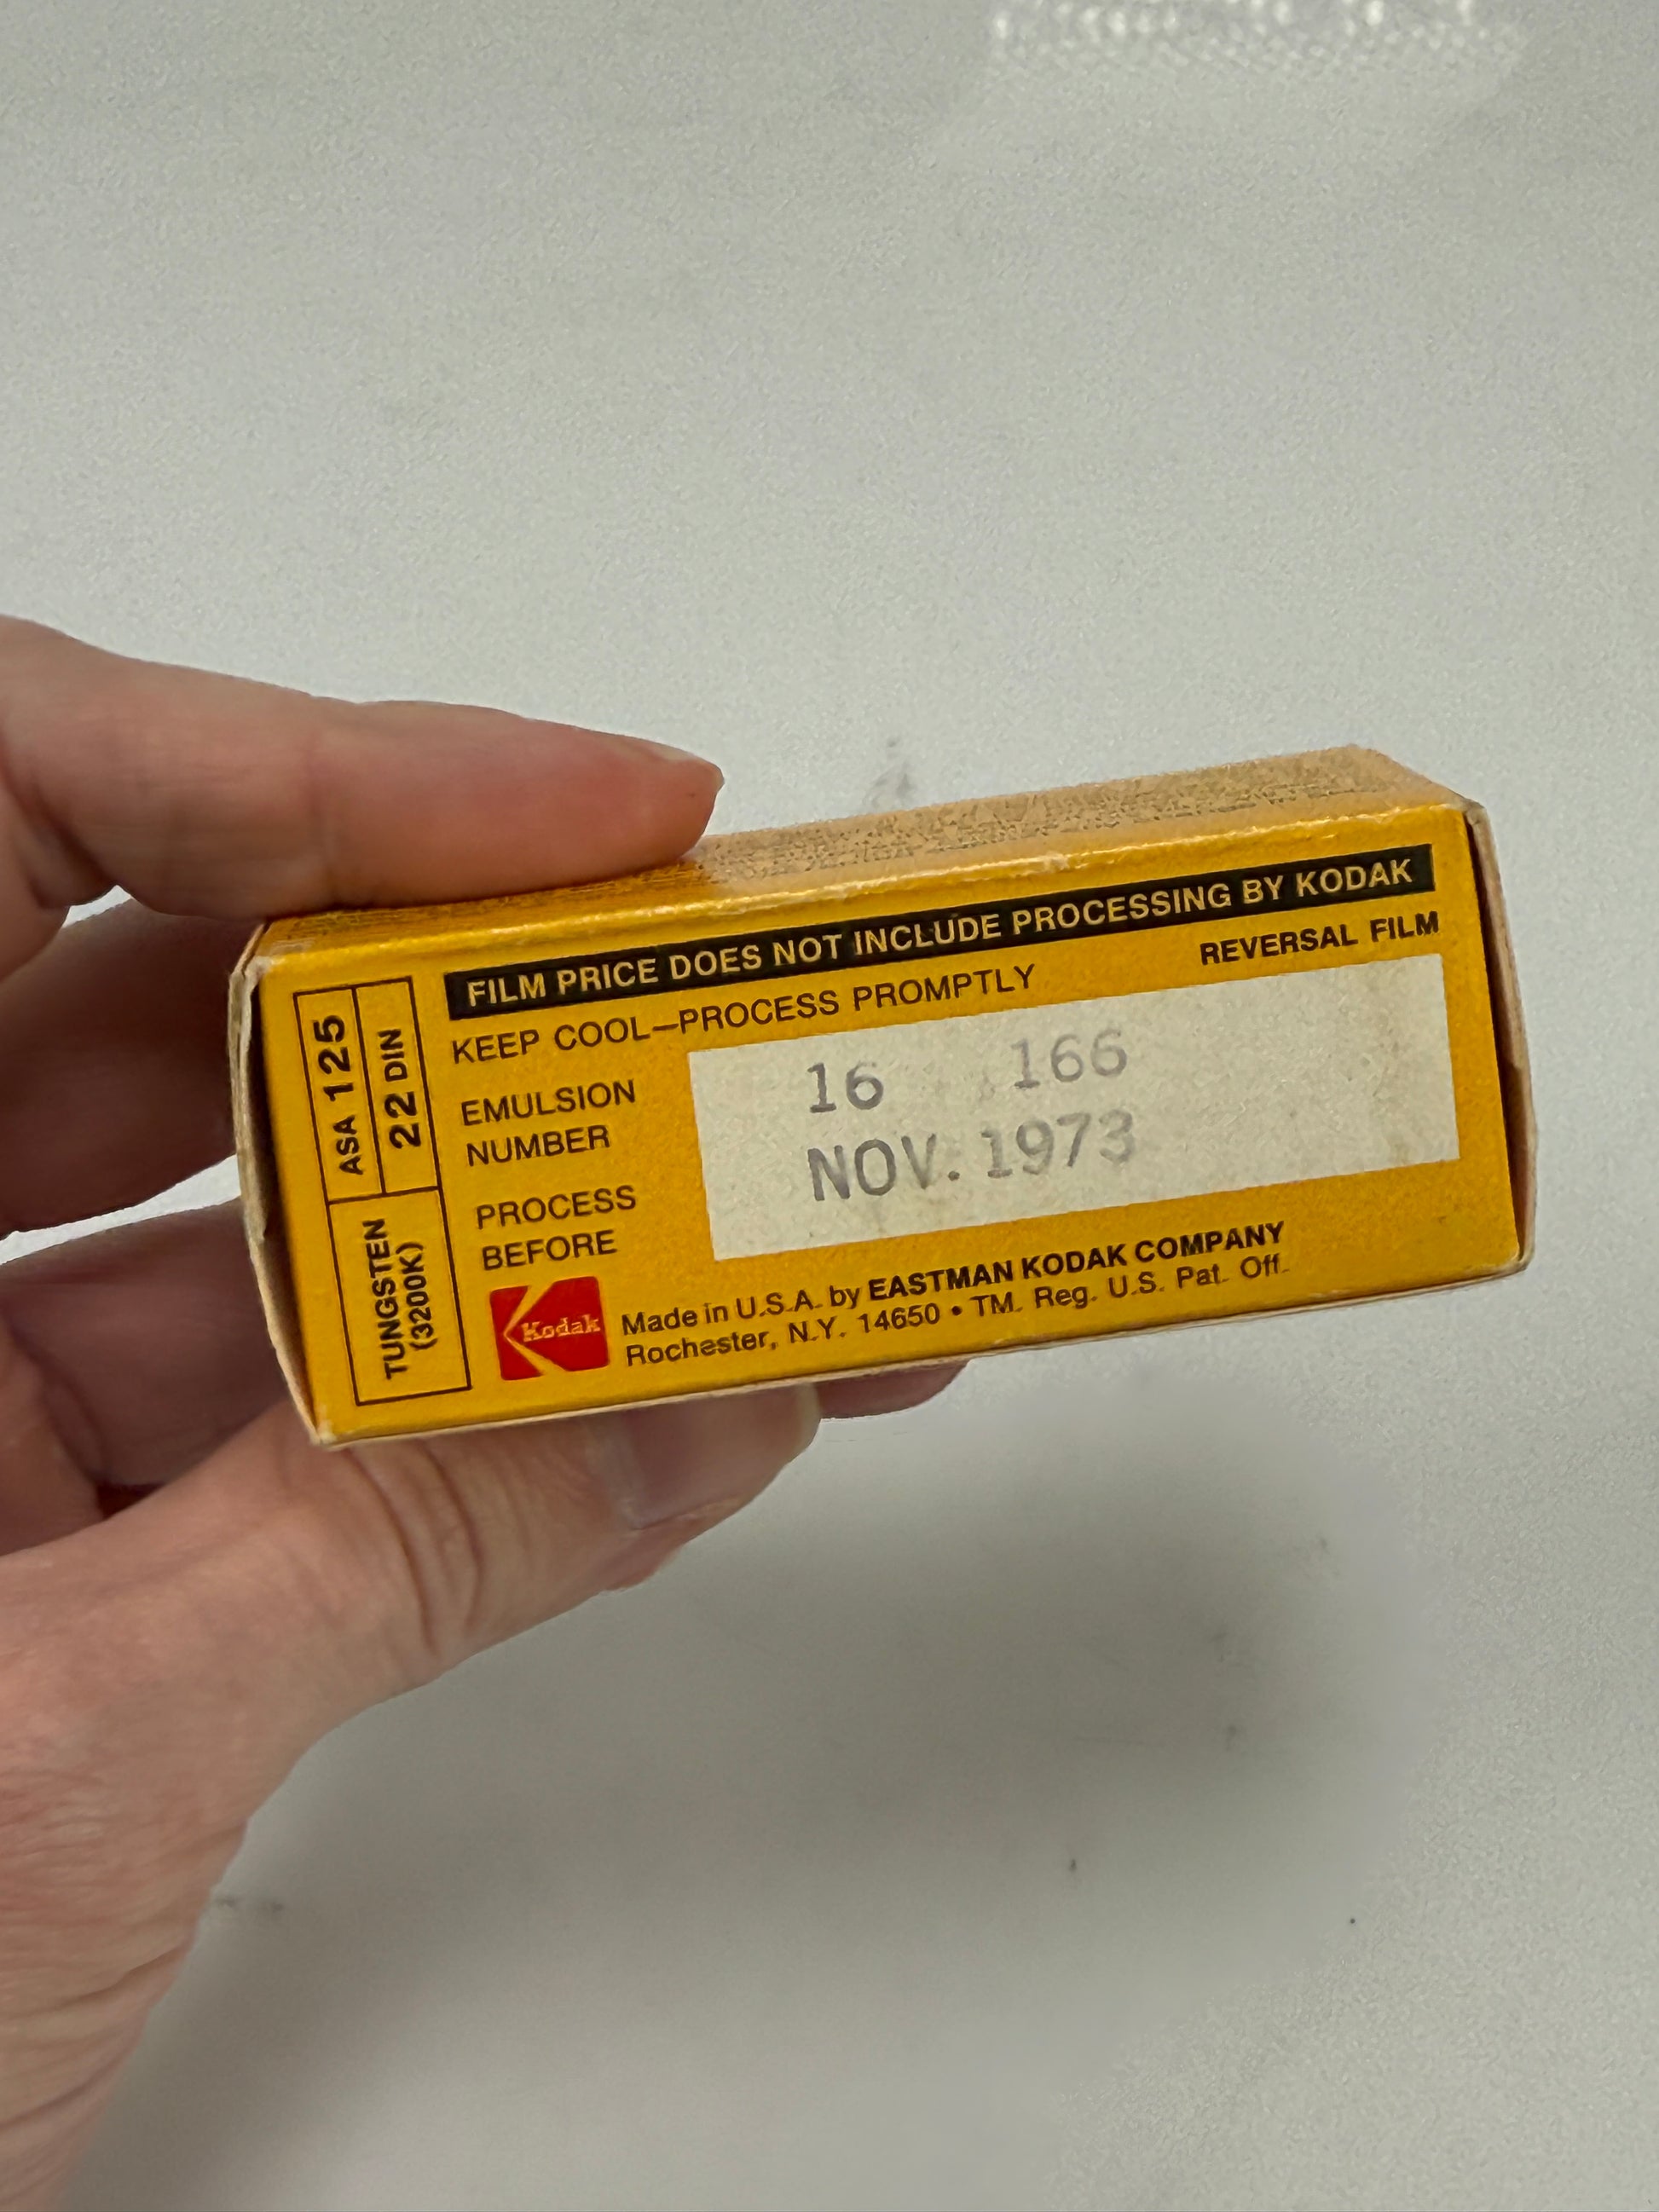 FILM PRICE DOES NOT INCLUDE PROCESSING BY KODAK
KEEP COOL—PROCESS PROMPTLY
REVERSAL FILM
ASA 125
22 DIN
TUNGSTEN
(3200K)
EMULSION
NUMBER
16 166
PROCESS
BEFORE
NOV. 1973
Kodak
Made in U.S.A. by EASTMAN KODAK COMPANY
Rochester, N.Y. 14650 • TM. Reg. U.S. Pat. Off.